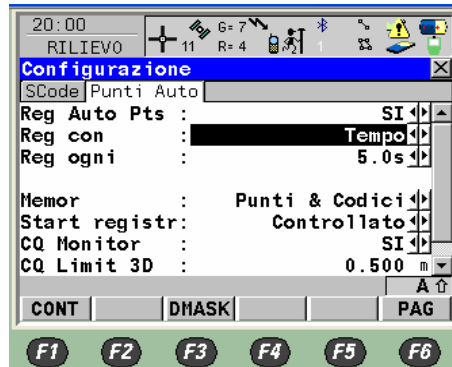 20:00
RILIEVO
11
G= 7
R= 4
1
Configurazione
SCode Punti Auto
Reg Auto Pts : SI
Reg con : Tempo
Reg ogni : 5.0s
Memor : Punti & Codici
Start registr: Controllato
CQ Monitor : SI
CQ Limit 3D : 0.500 m
A
CONT DMASK PAG
F1 F2 F3 F4 F5 F6